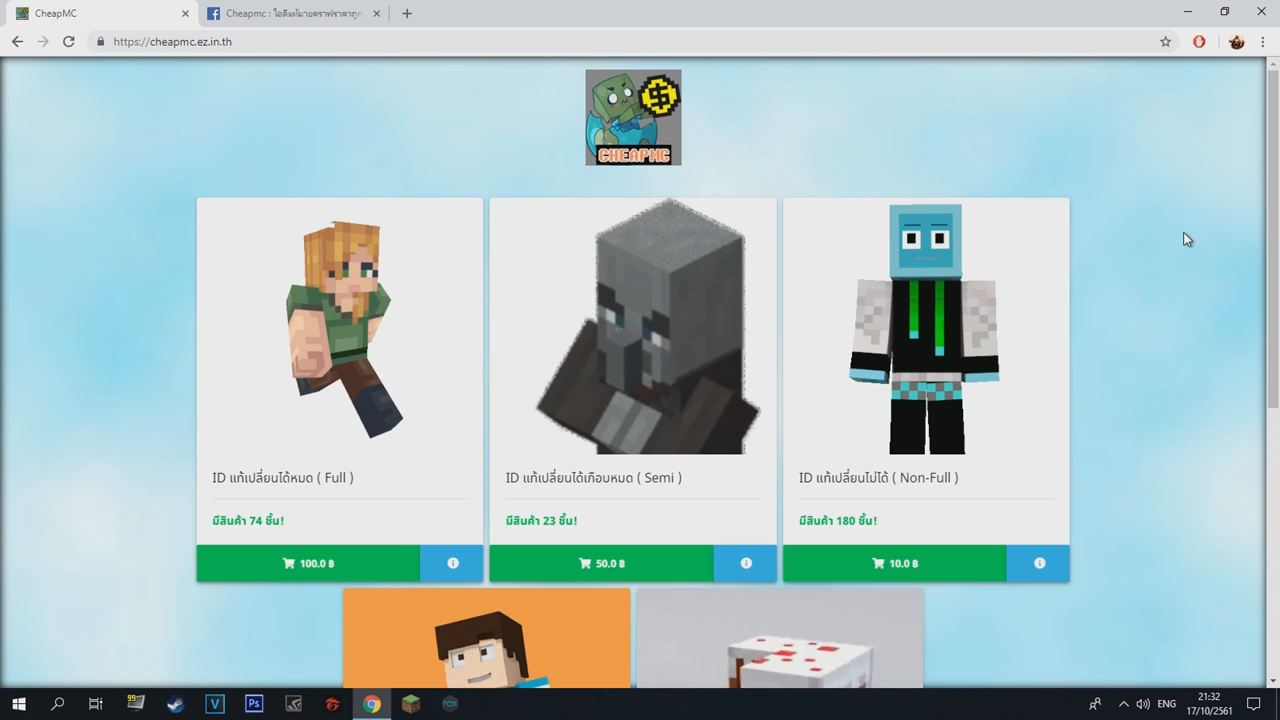 CheapMC
Cheapmc : ไอดีแท้มายคราฟราคาถูก
https://cheapmc.ez.in.th
$
CHEAPMC
ID แท้เปลี่ยนได้หมด ( Full )
มีสินค้า 74 ชิ้น!
100.0 ฿
ID แท้เปลี่ยนได้เกือบหมด ( Semi )
มีสินค้า 23 ชิ้น!
50.0 ฿
ID แท้เปลี่ยนไม่ได้ ( Non-Full )
มีสินค้า 180 ชิ้น!
10.0 ฿
99
V
Ps
nox
ENG
21:32
17/10/2561